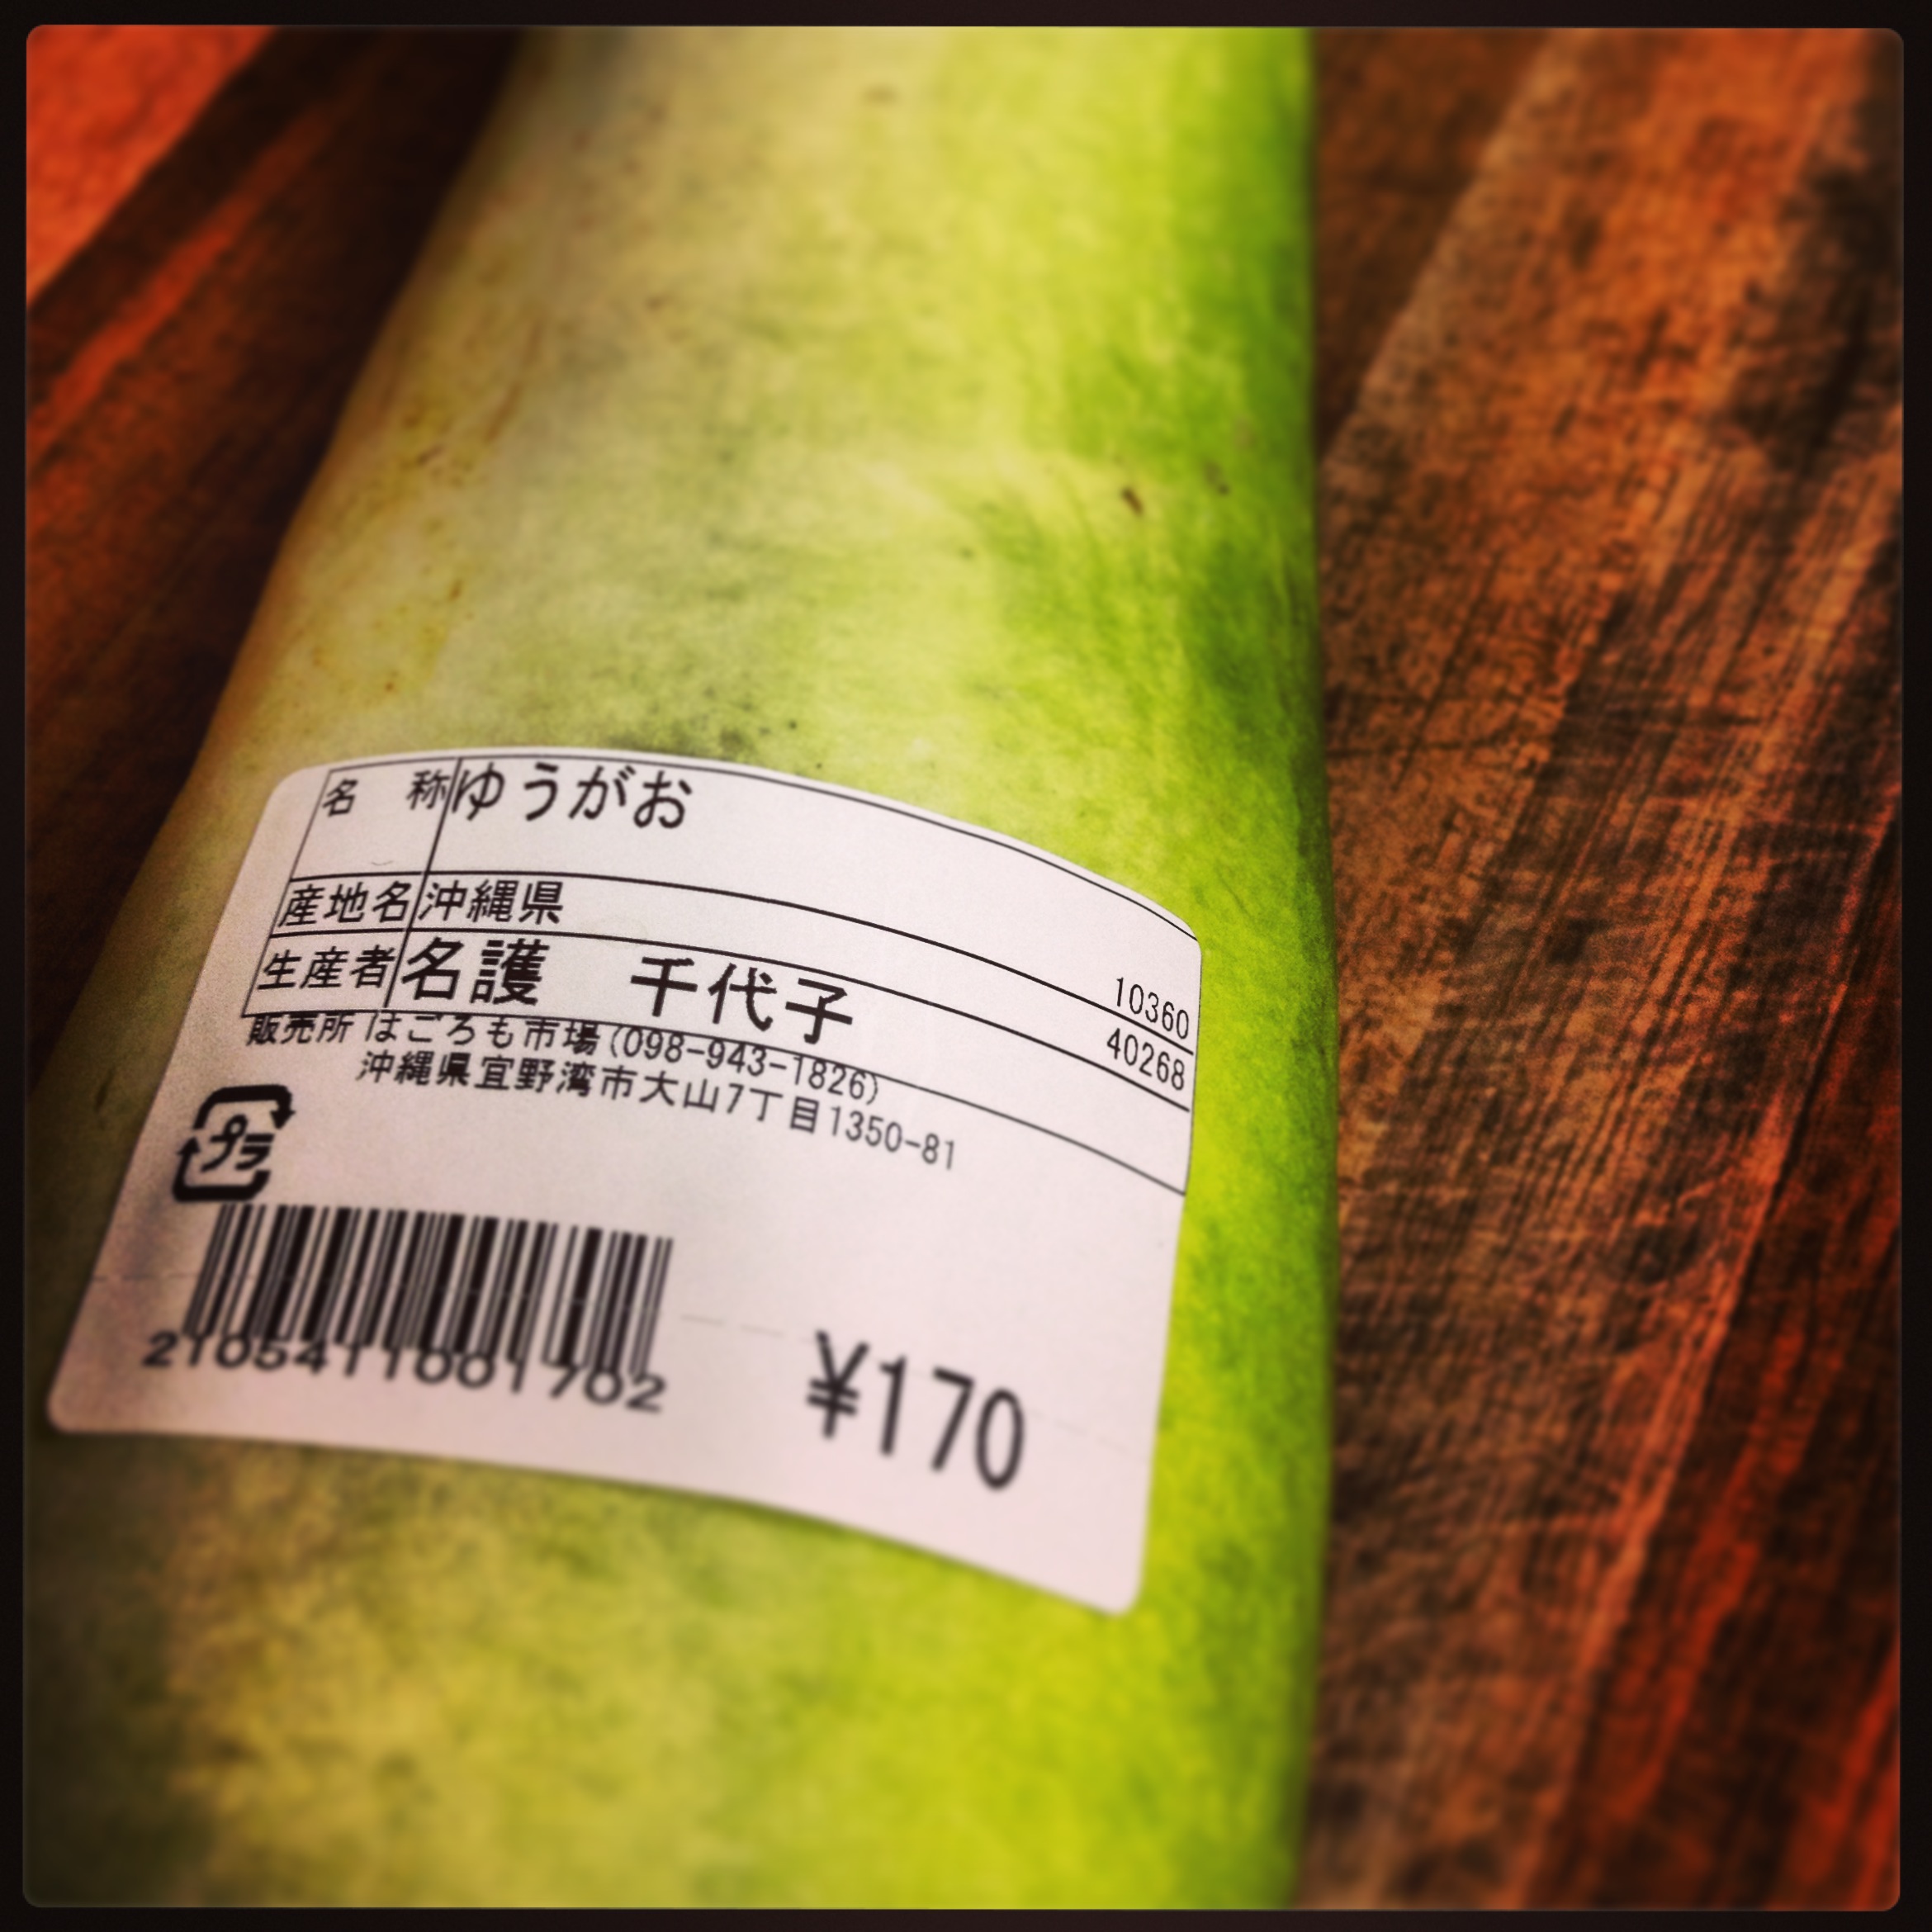 名 称 ゆうがお
産地名 沖縄県 10360
生産者 名護 千代子 40268
販売所 はごろも市場(098-943-1826)
沖縄県宜野湾市大山7丁目1350-81
プラ
2105411001702
¥170